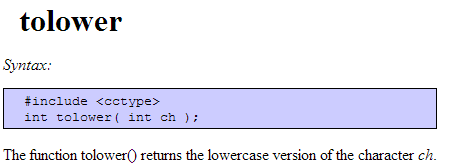 tolower
Syntax:
#include <cctype>
int tolower( int ch );
The function tolower() returns the lowercase version of the character ch.